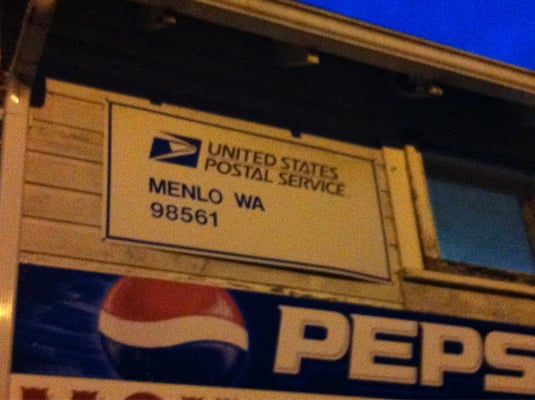 UNITED STATES
POSTAL SERVICE
MENLO WA
98561
PEPS